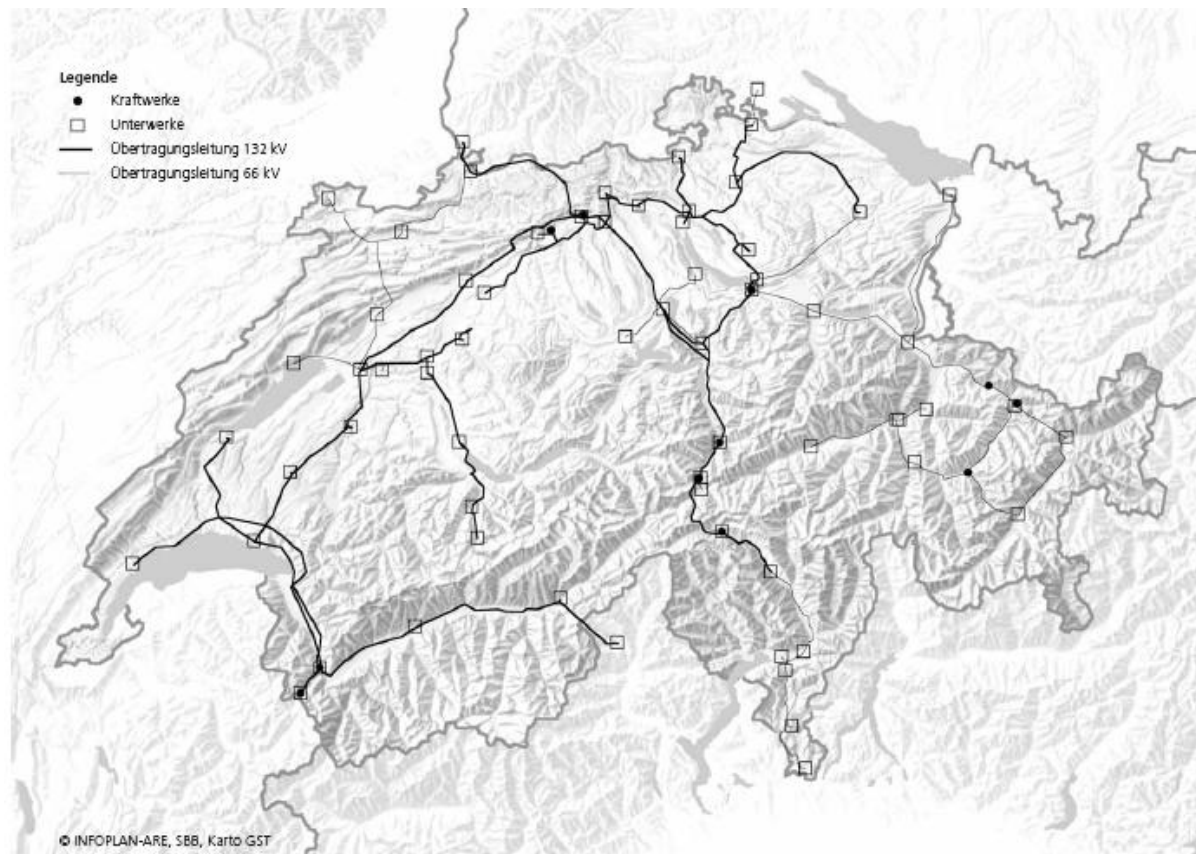 Legende
Kraftwerke
Unterwerke
Übertragungsleitung 132 kV
Übertragungsleitung 66 kV
© INFOPLAN-ARE, SBB, Karto GST